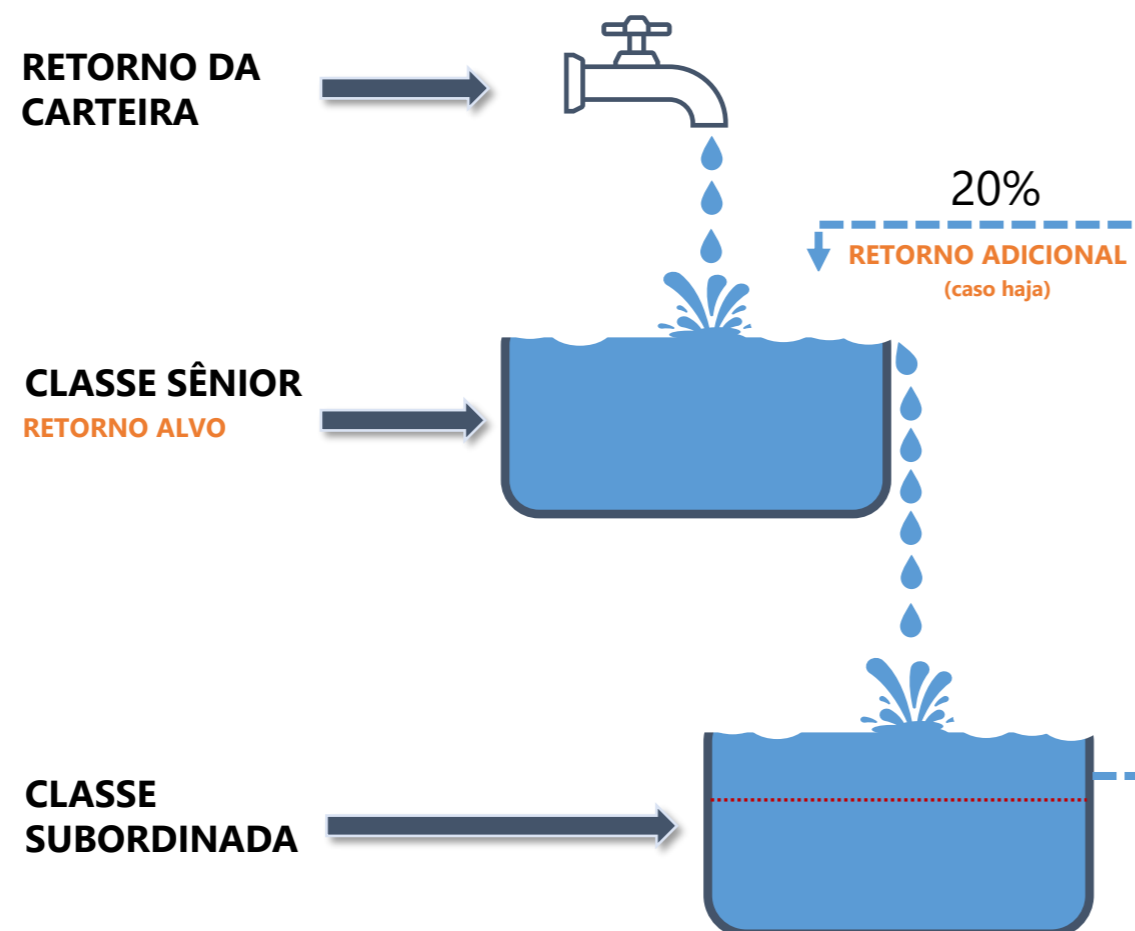 RETORNO DA
CARTEIRA
20%
RETORNO ADICIONAL
(caso haja)
CLASSE SÊNIOR
RETORNO ALVO
CLASSE
SUBORDINADA